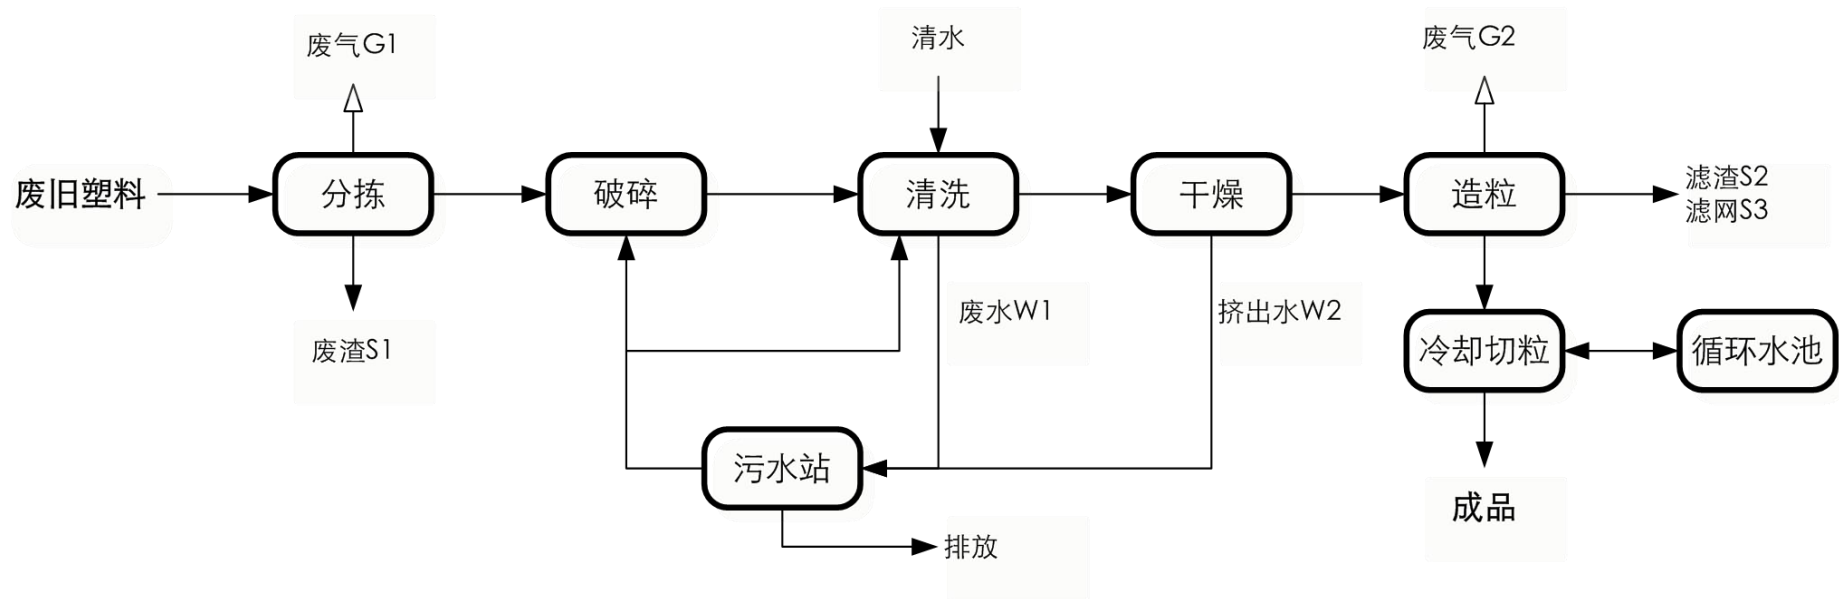 废气G1
清水
废气G2
废旧塑料
分拣
破碎
清洗
干燥
造粒
滤渣S2
滤网S3
废渣S1
废水W1
挤出水W2
冷却切粒
循环水池
污水站
成品
排放